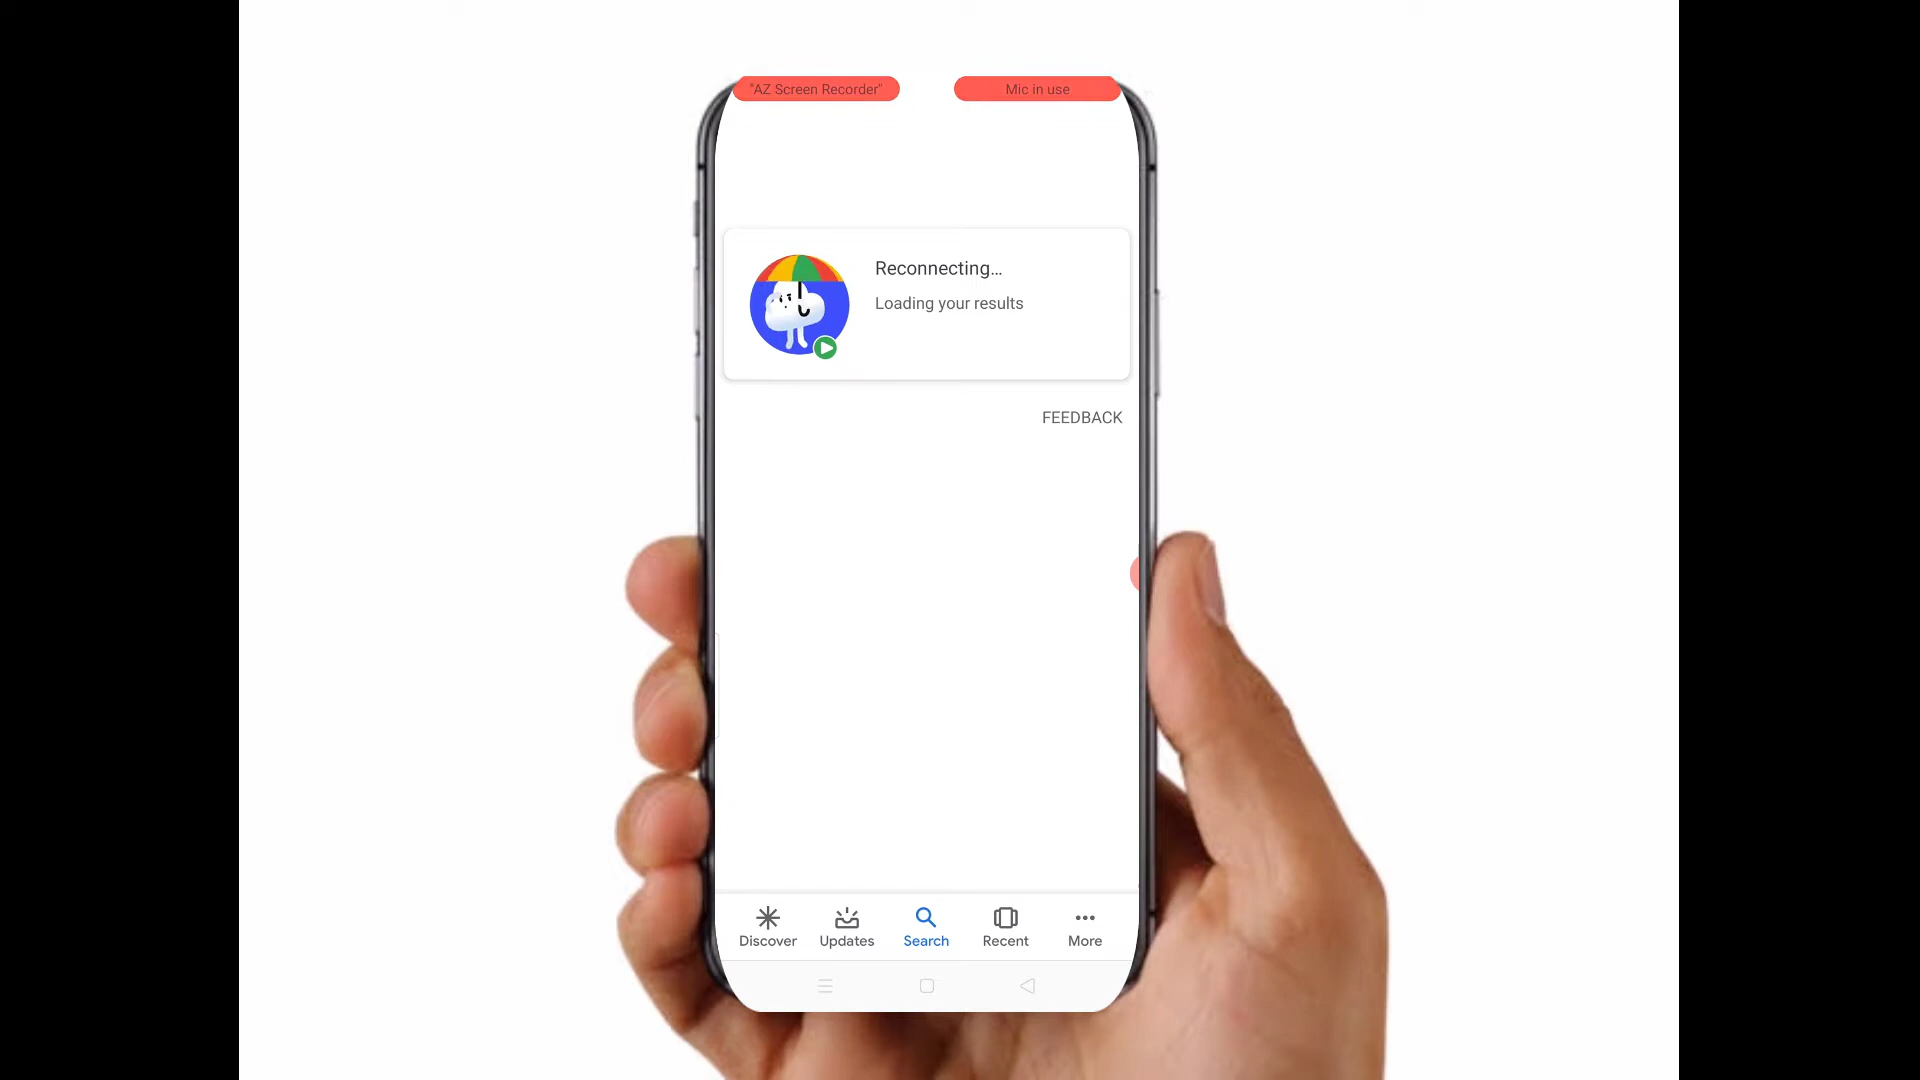 "AZ Screen Recorder"
Mic in use
Reconnecting...
Loading your results
FEEDBACK
Discover
Updates
Search
Recent
More